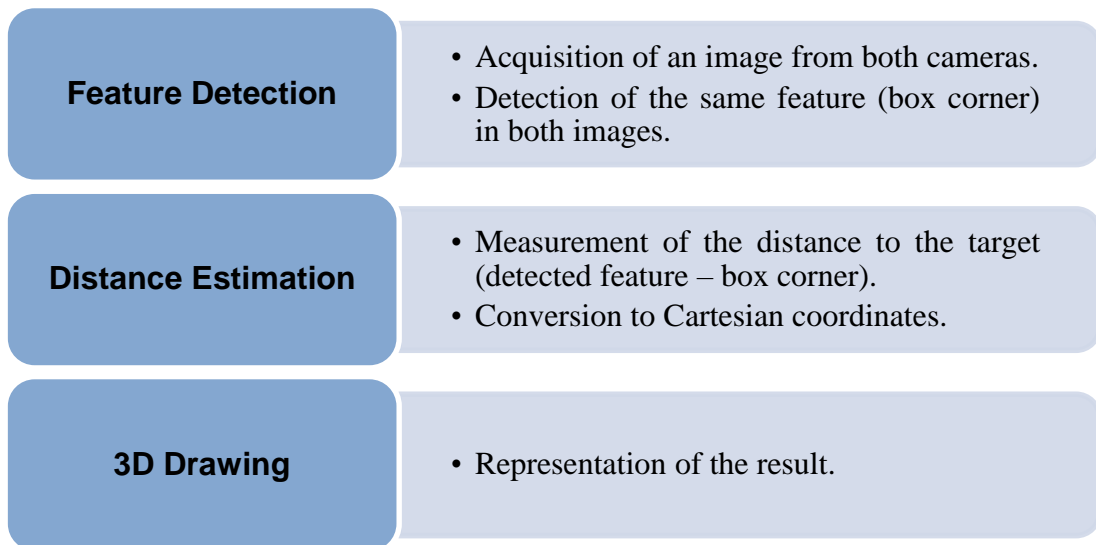 Feature Detection
• Acquisition of an image from both cameras.
• Detection of the same feature (box corner)
in both images.
Distance Estimation
• Measurement of the distance to the target
(detected feature – box corner).
• Conversion to Cartesian coordinates.
3D Drawing
• Representation of the result.